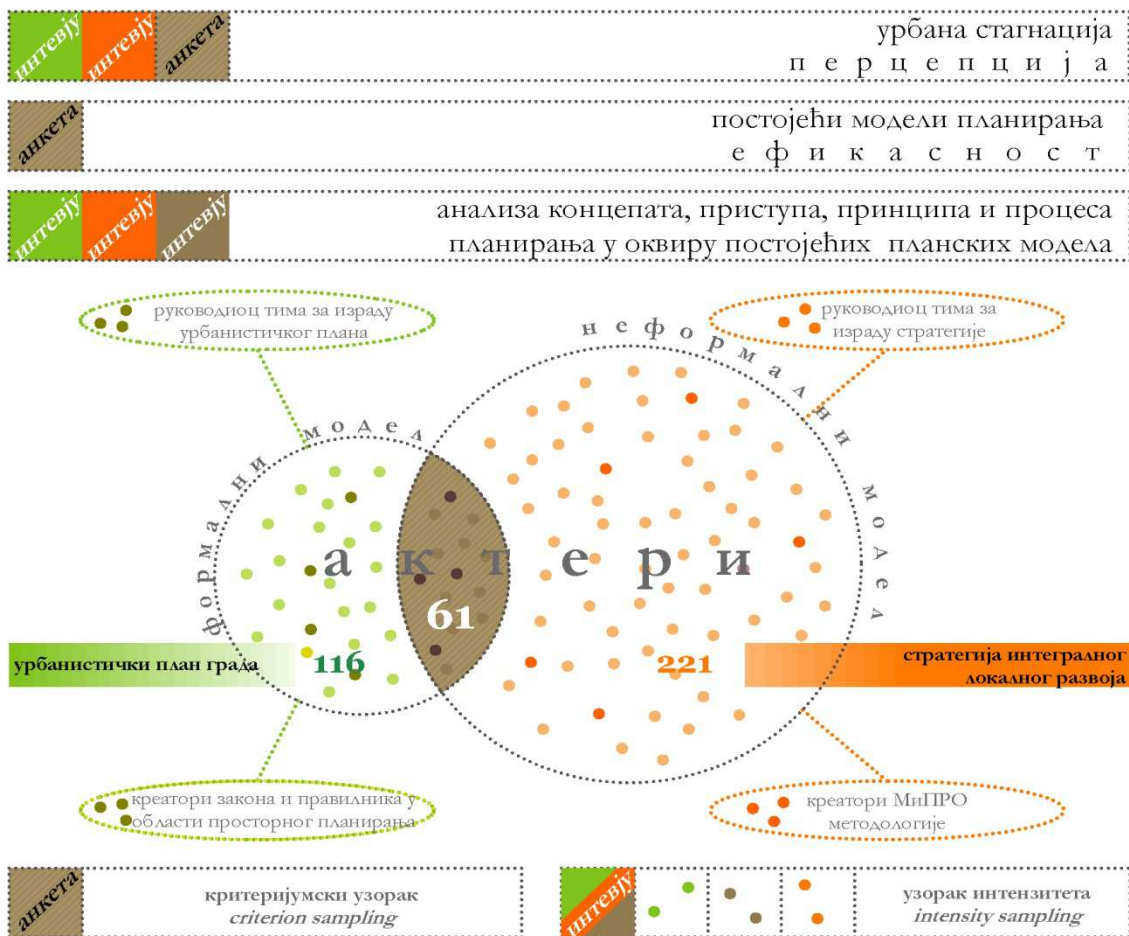 интевју интевју анкета
урбана стагнација
п е р ц е п ц и ј а
анкета
постојећи модели планирања
е ф и к а с н о с т
интевју интевју интевју
анализа концепата, приступа, принципа и процеса
планирања у оквиру постојећих планских модела
руководиоц тима за израду
урбанистичког плана
руководиоц тима за
израду стратегије
неформални модел
формални модел
актери
61
116
221
урбанистички план града
стратегија интегралног
локалног развоја
креатори закона и правилника у
области просторног планирања
креатори МиПРО
методологије
анкета
критеријумски узорак
criterion sampling
интевју
узорак интензитета
intensity sampling